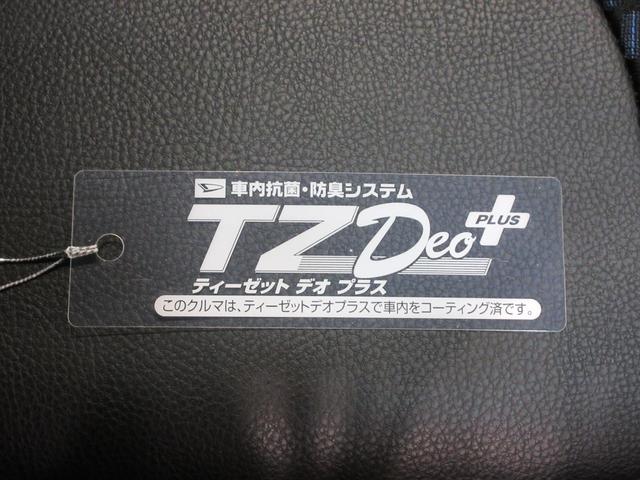 車内抗菌・防臭システム
TZ Deo PLUS
ティーゼット デオ プラス
このクルマは、ティーゼットデオプラスで車内をコーティング済です。